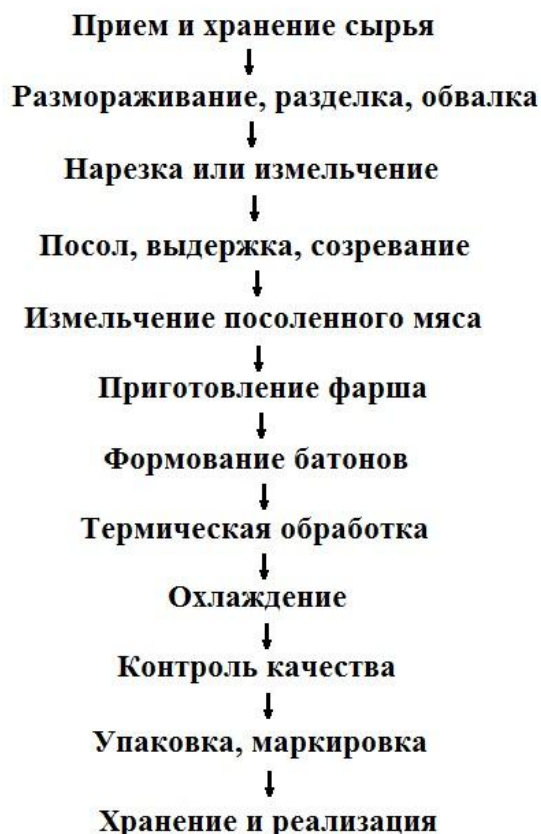 Прием и хранение сырья
Размораживание, разделка, обвалка
Нарезка или измельчение
Посол, выдержка, созревание
Измельчение посоленного мяса
Приготовление фарша
Формование батонов
Термическая обработка
Охлаждение
Контроль качества
Упаковка, маркировка
Хранение и реализация